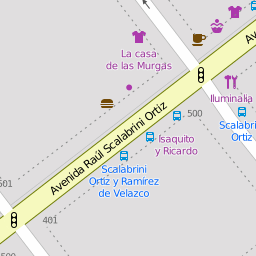 Av
La casa
de las Murgas
Iluminalia
500
Scalabrini
Ortiz
Avenida Raúl Scalabrini Ortiz
Isaquito
y Ricardo
Scalabrini
Ortiz y Ramírez
de Velazco
501
401